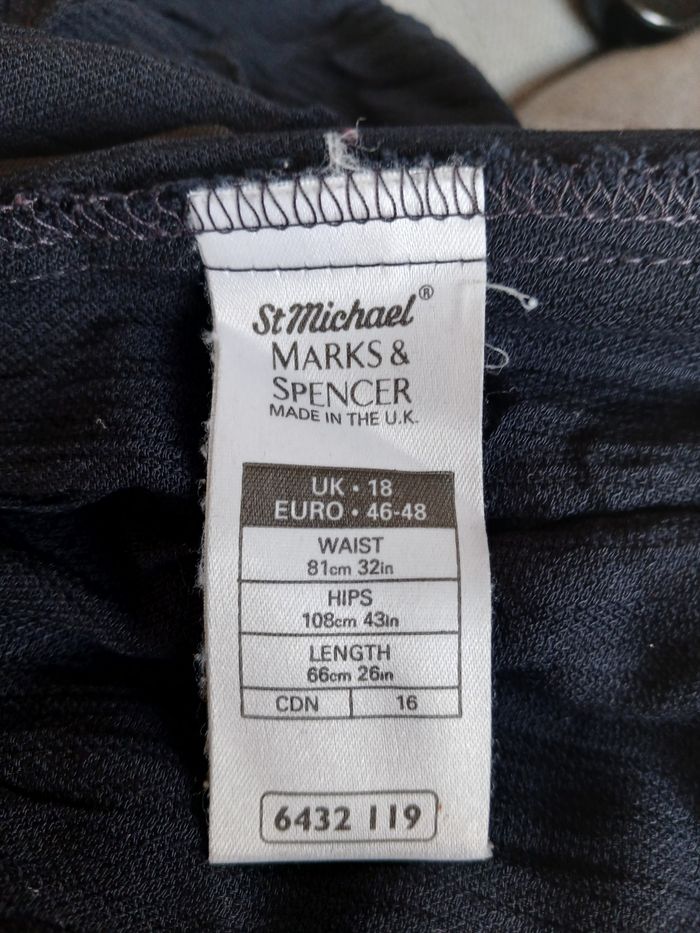 St Michael®
MARKS &
SPENCER
MADE IN THE U.K.
UK • 18
EURO • 46-48
WAIST
81cm 32in
HIPS
108cm 43in
LENGTH
66cm 26in
CDN 16
6432 119